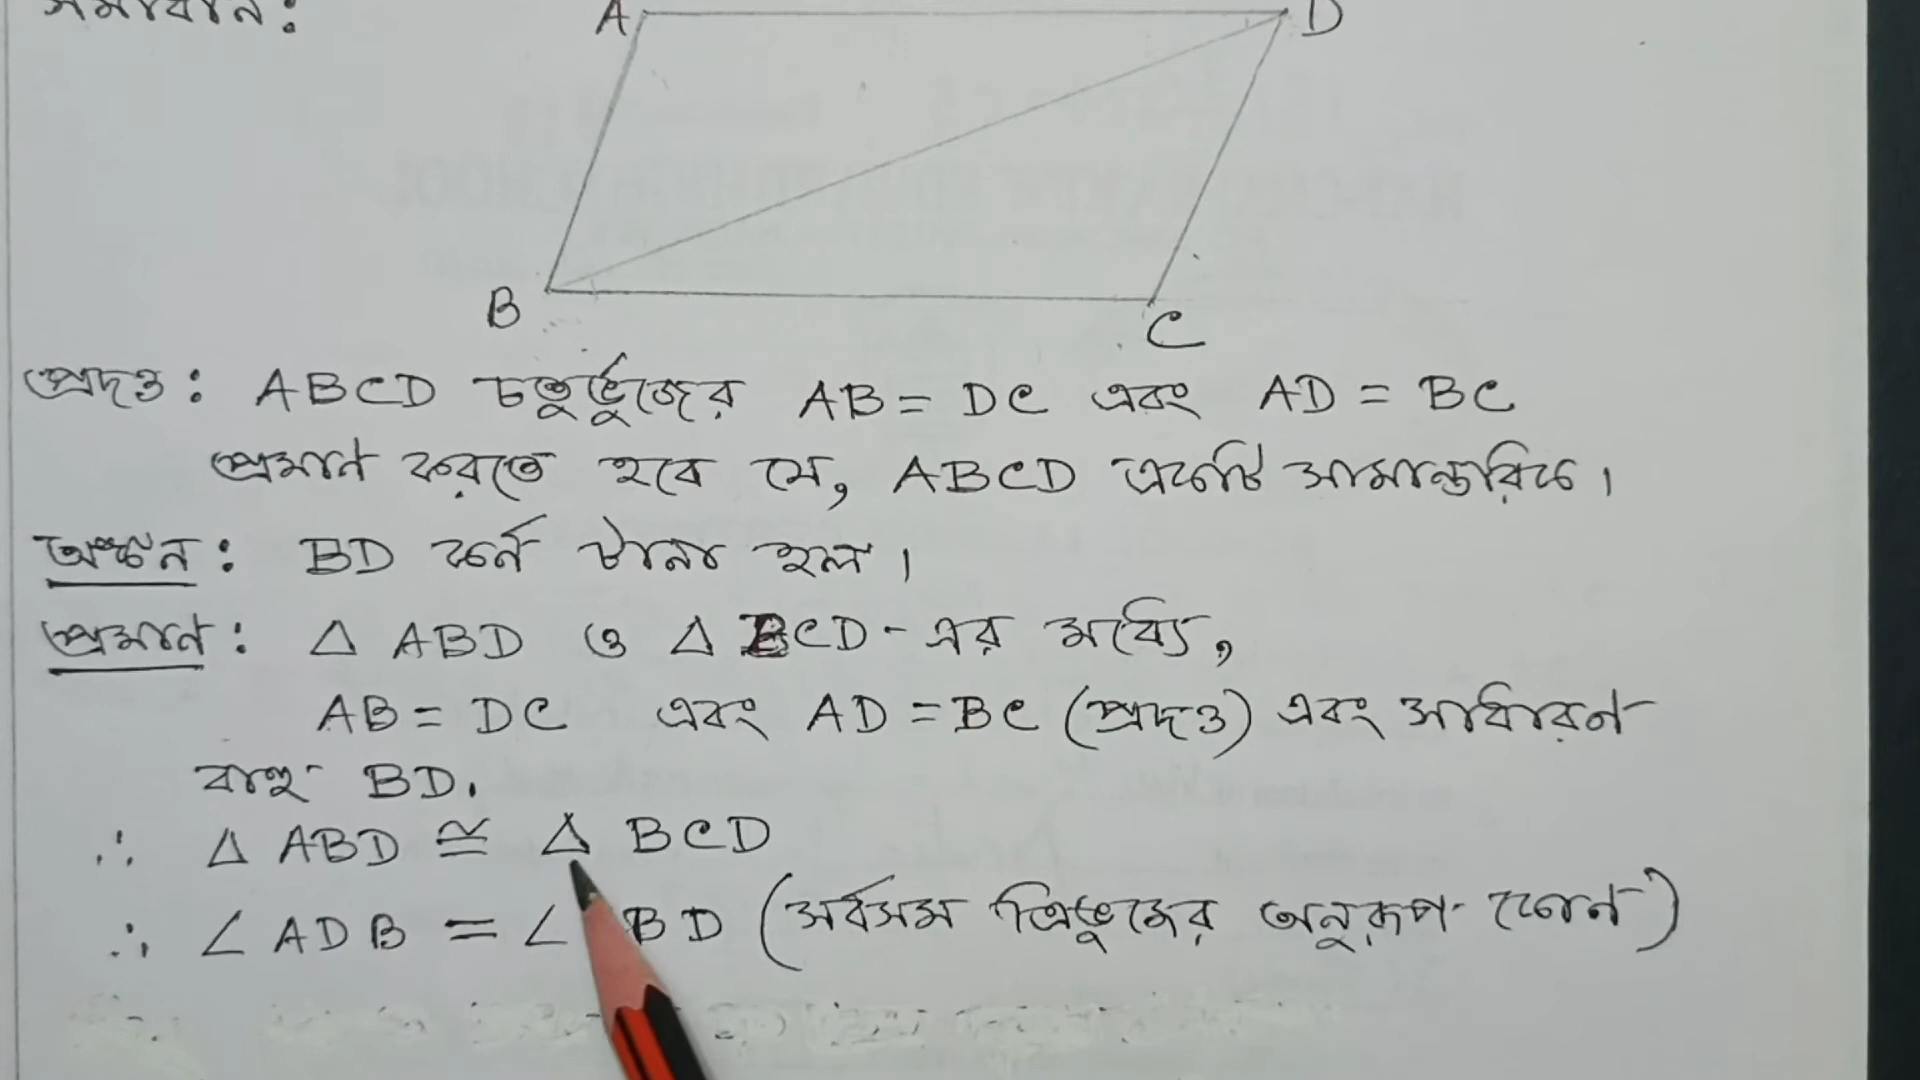 সমাধান:
A D
B C
প্রদত্ত: ABCD চতুর্ভুজের AB = DC এবং AD = BC
প্রমাণ করতে হবে যে, ABCD একটি সামান্তরিক।
অঙ্কন: BD কর্ণ টানা হল।
প্রমাণ: Δ ABD ও Δ BCD-এর মধ্যে,
AB = DC এবং AD = BC (প্রদত্ত) এবং সাধারণ
বাহু BD.
∴ Δ ABD ≅ Δ BCD
∴ ∠ ADB = ∠ BD (সর্বসম ত্রিভুজের অনুরূপ কোণ)